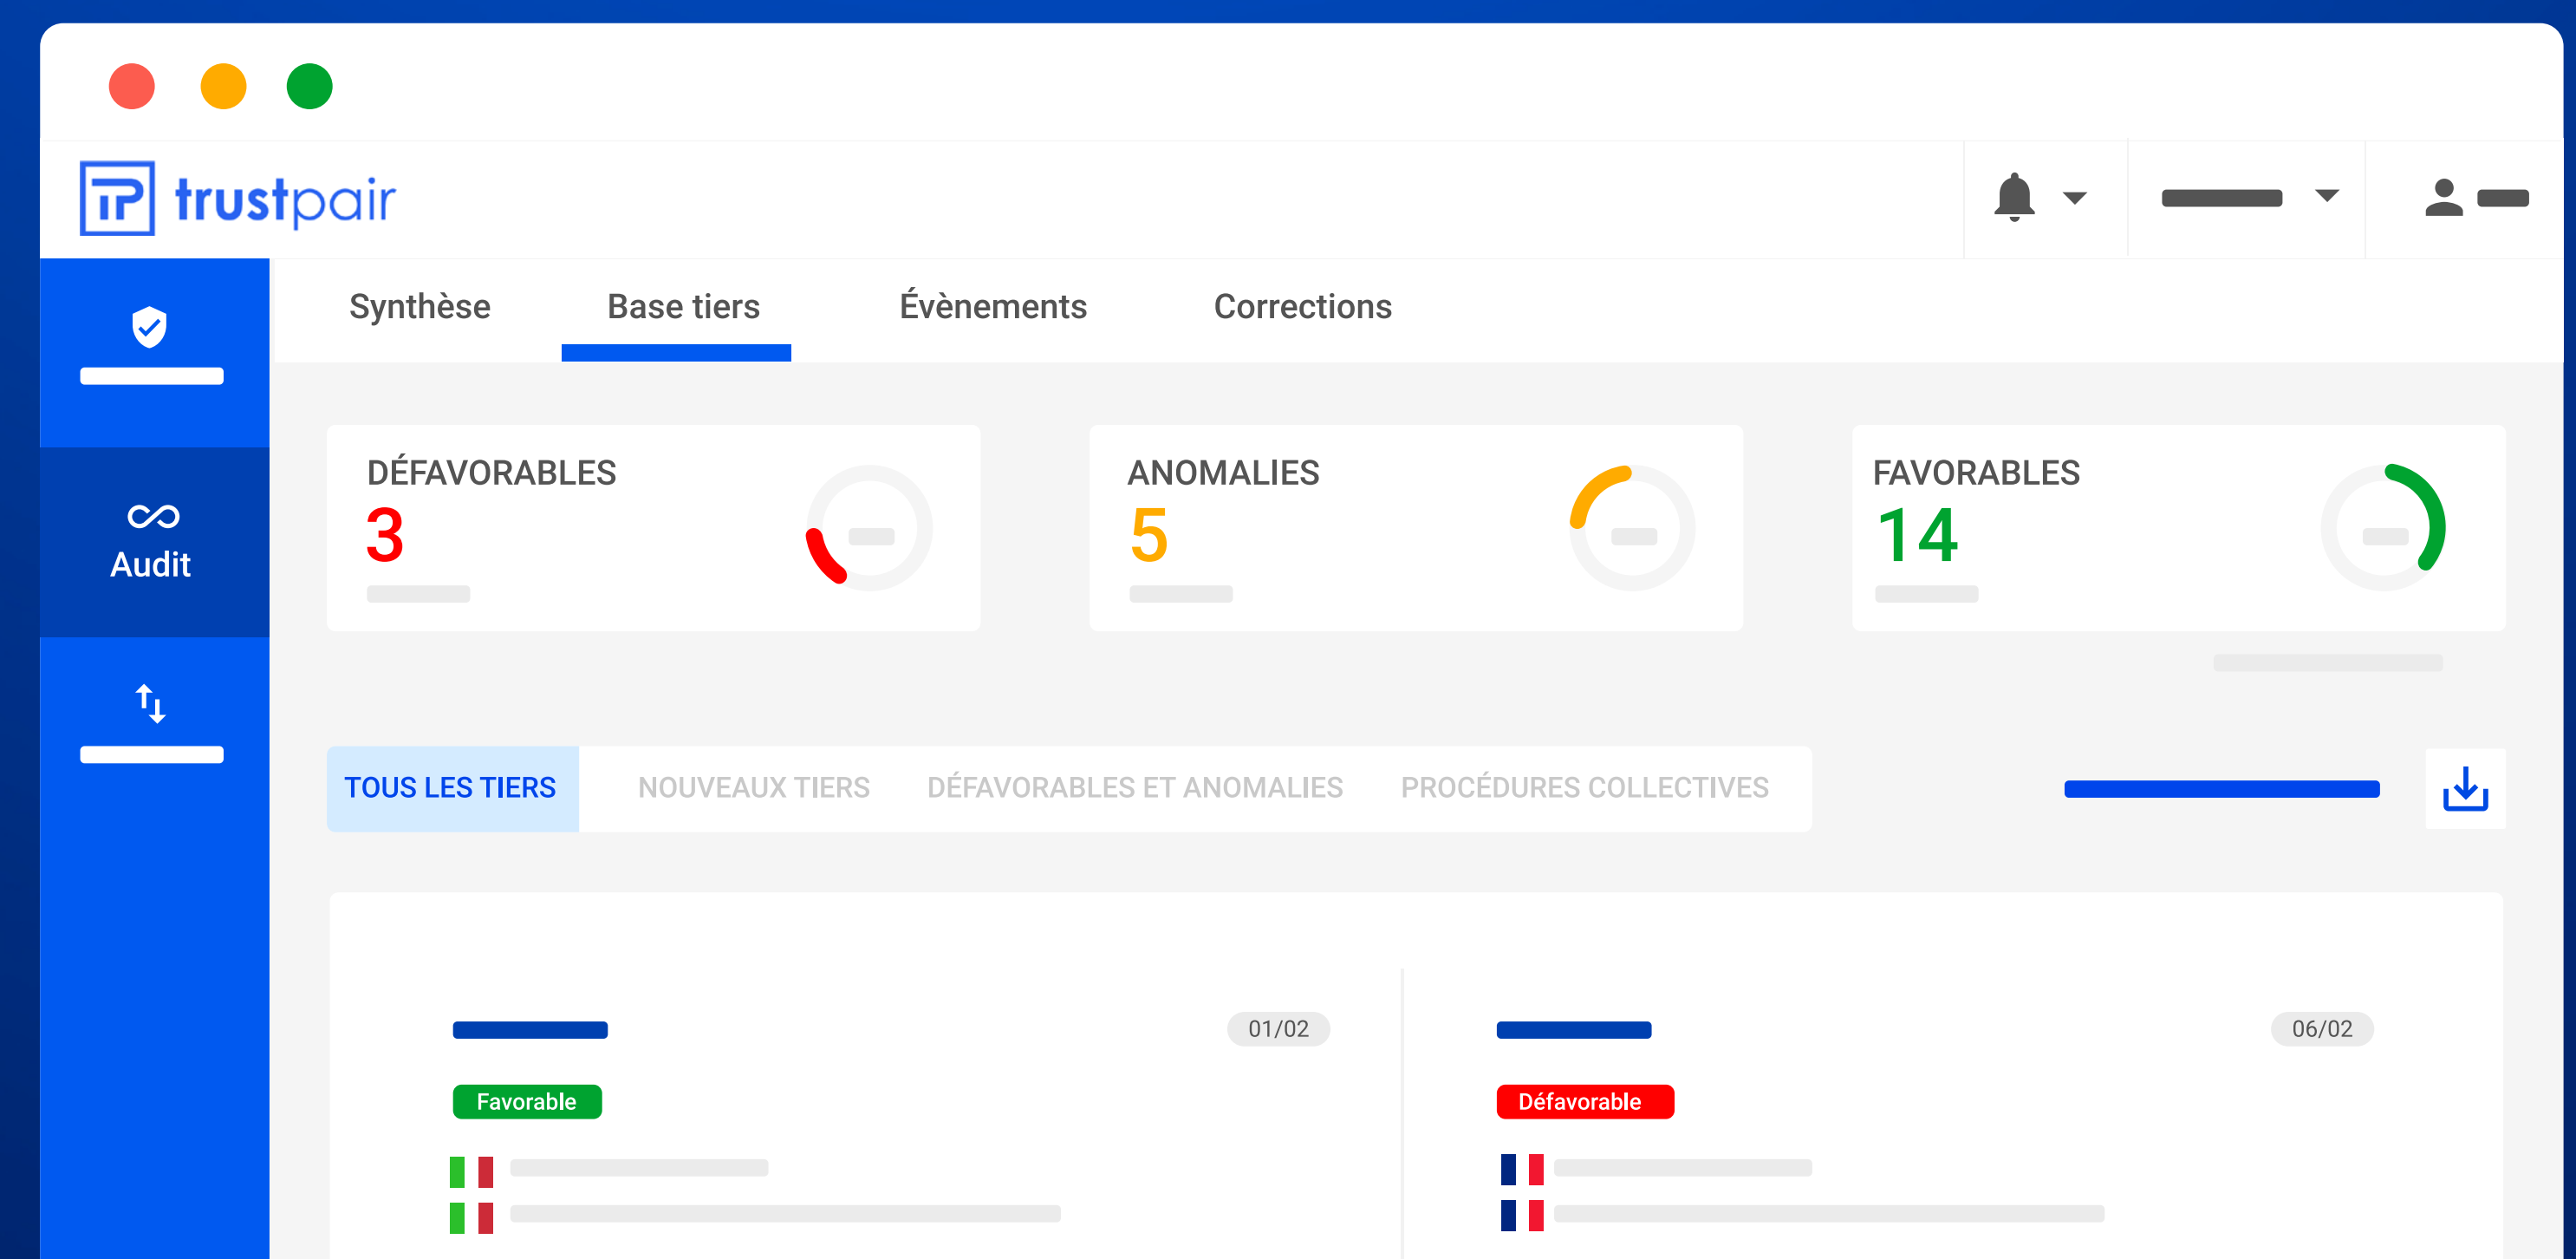 trustpair
Synthèse Base tiers Évènements Corrections
DÉFAVORABLES
3
ANOMALIES
5
FAVORABLES
14
Audit
TOUS LES TIERS NOUVEAUX TIERS DÉFAVORABLES ET ANOMALIES PROCÉDURES COLLECTIVES
01/02
Favorable
06/02
Défavorable